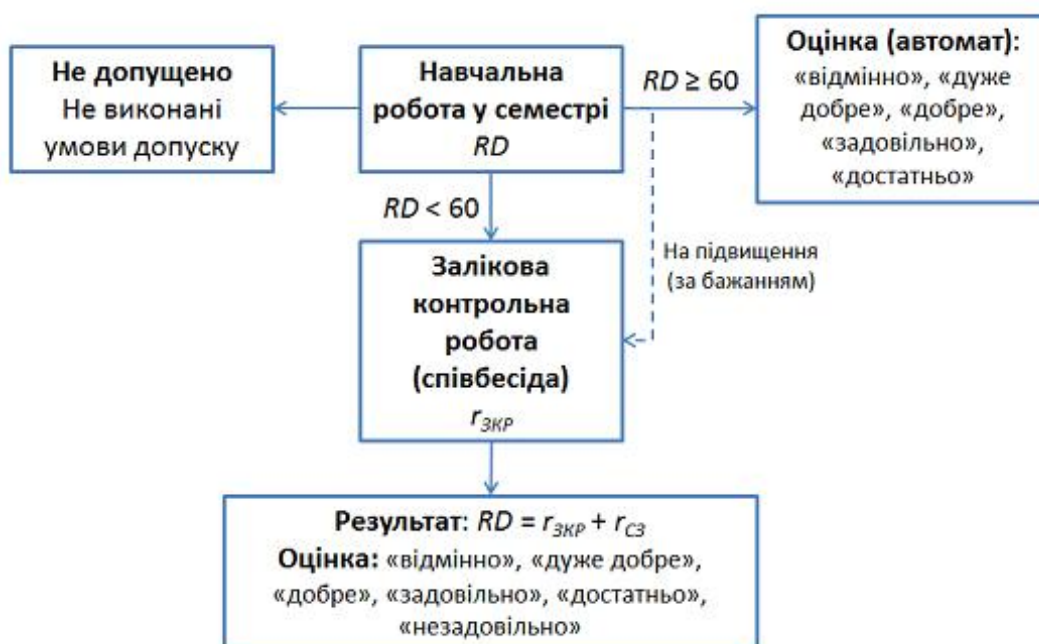 Не допущено
Не виконані
умови допуску
Навчальна
робота у семестрі
RD
RD ≥ 60
Оцінка (автомат):
«відмінно», «дуже
добре», «добре»,
«задовільно»,
«достатньо»
RD < 60
На підвищення
(за бажанням)
Залікова
контрольна
робота
(співбесіда)
rЗКР
Результат: RD = rЗКР + rСЗ
Оцінка: «відмінно», «дуже добре»,
«добре», «задовільно», «достатньо»,
«незадовільно»